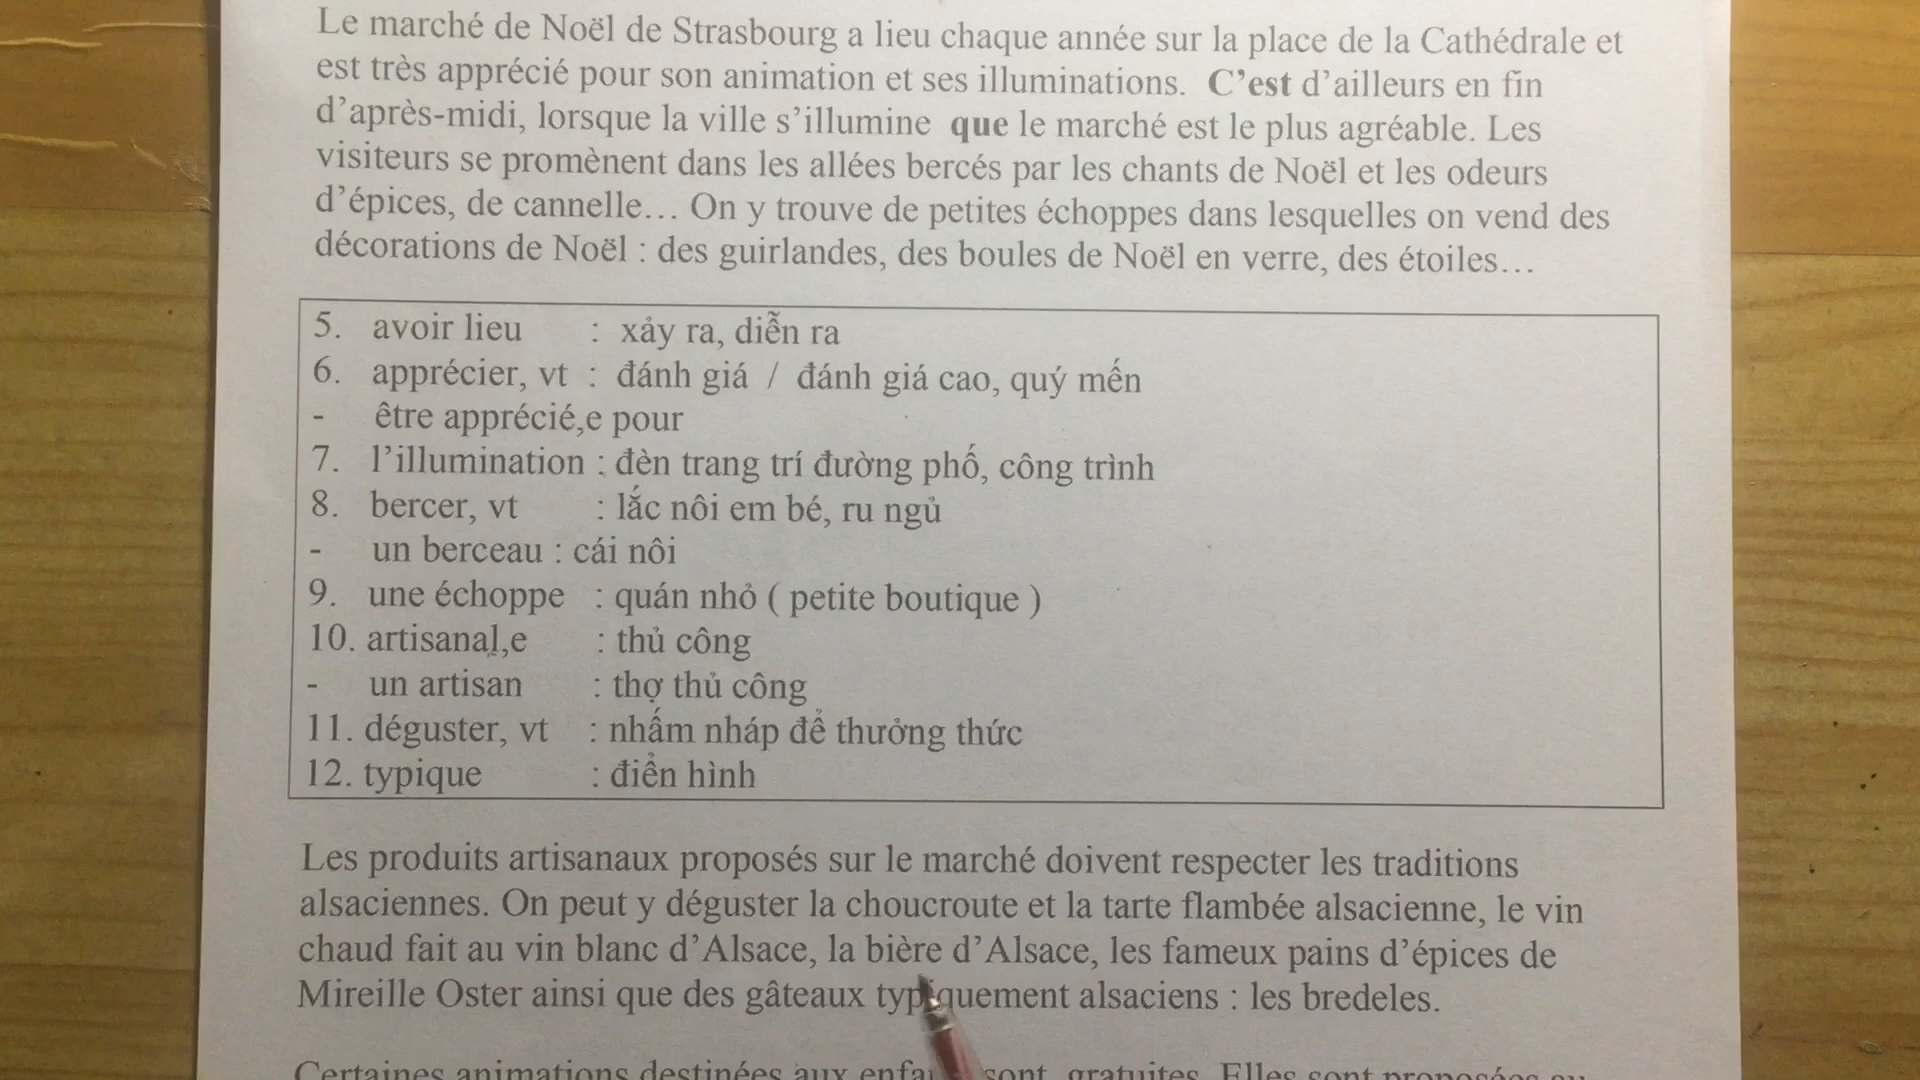 Le marché de Noël de Strasbourg a lieu chaque année sur la place de la Cathédrale et
est très apprécié pour son animation et ses illuminations. C'est d'ailleurs en fin
d'après-midi, lorsque la ville s'illumine que le marché est le plus agréable. Les
visiteurs se promènent dans les allées bercés par les chants de Noël et les odeurs
d'épices, de cannelle… On y trouve de petites échoppes dans lesquelles on vend des
décorations de Noël : des guirlandes, des boules de Noël en verre, des étoiles…
5. avoir lieu : xảy ra, diễn ra
6. apprécier, vt : đánh giá / đánh giá cao, quý mến
- être apprécié,e pour
7. l'illumination : đèn trang trí đường phố, công trình
8. bercer, vt : lắc nôi em bé, ru ngủ
- un berceau : cái nôi
9. une échoppe : quán nhỏ ( petite boutique )
10. artisanal,e : thủ công
- un artisan : thợ thủ công
11. déguster, vt : nhấm nháp để thưởng thức
12. typique : điển hình
Les produits artisanaux proposés sur le marché doivent respecter les traditions
alsaciennes. On peut y déguster la choucroute et la tarte flambée alsacienne, le vin
chaud fait au vin blanc d'Alsace, la bière d'Alsace, les fameux pains d'épices de
Mireille Oster ainsi que des gâteaux typiquement alsaciens : les bredeles.
Certaines animations destinées aux sont gratuites. Elles sont proposées au